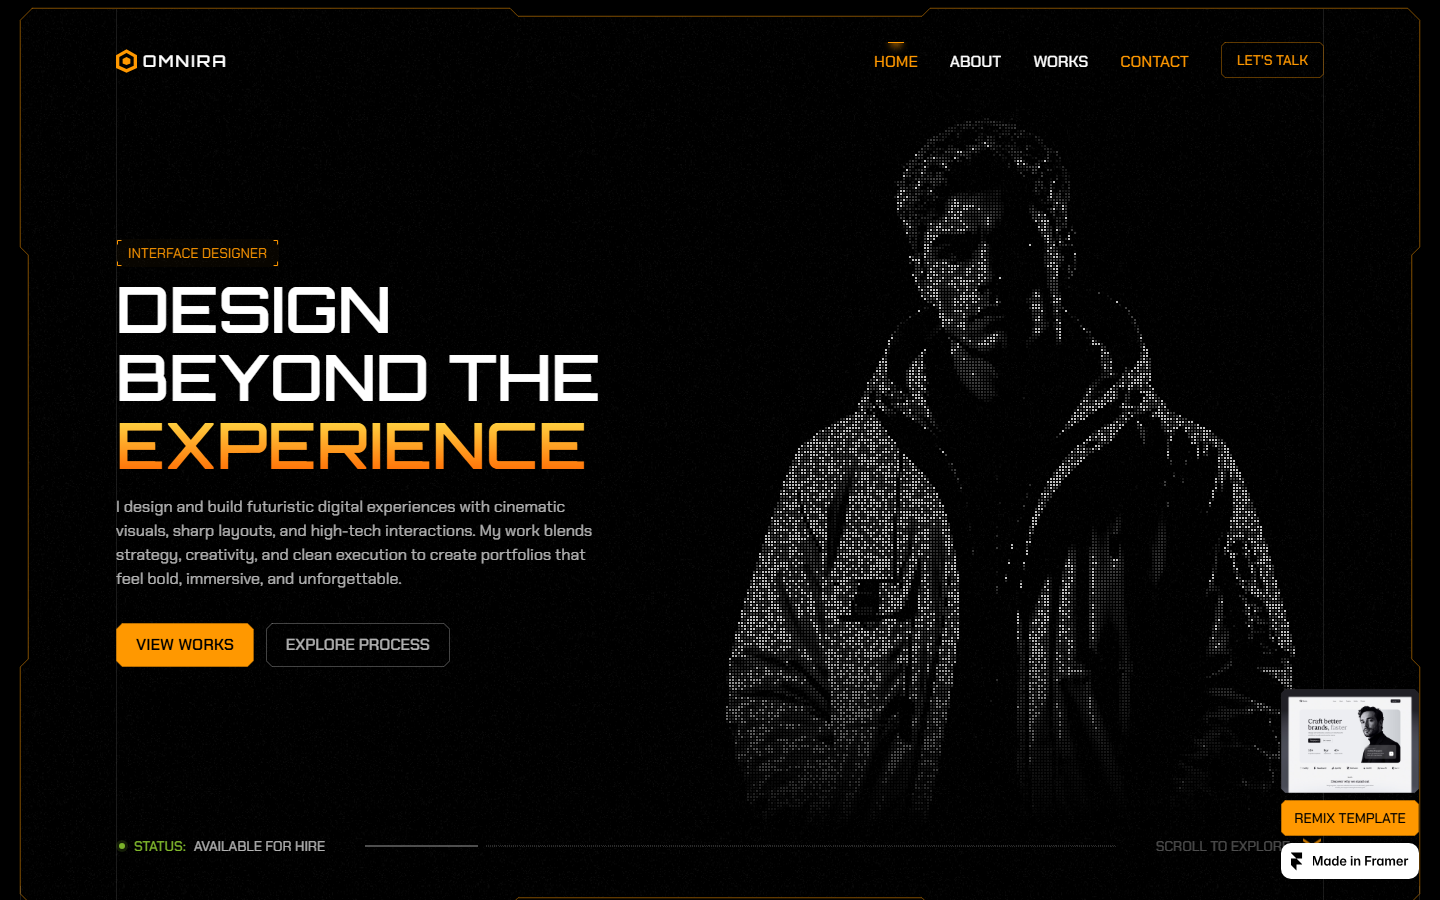 OMNIRA
HOME
ABOUT
WORKS
CONTACT
LET'S TALK
INTERFACE DESIGNER
DESIGN
BEYOND THE
EXPERIENCE
I design and build futuristic digital experiences with cinematic
visuals, sharp layouts, and high-tech interactions. My work blends
strategy, creativity, and clean execution to create portfolios that
feel bold, immersive, and unforgettable.
VIEW WORKS
EXPLORE PROCESS
Craft better
brands, faster
REMIX TEMPLATE
STATUS: AVAILABLE FOR HIRE
SCROLL TO EXPLORE
Made in Framer